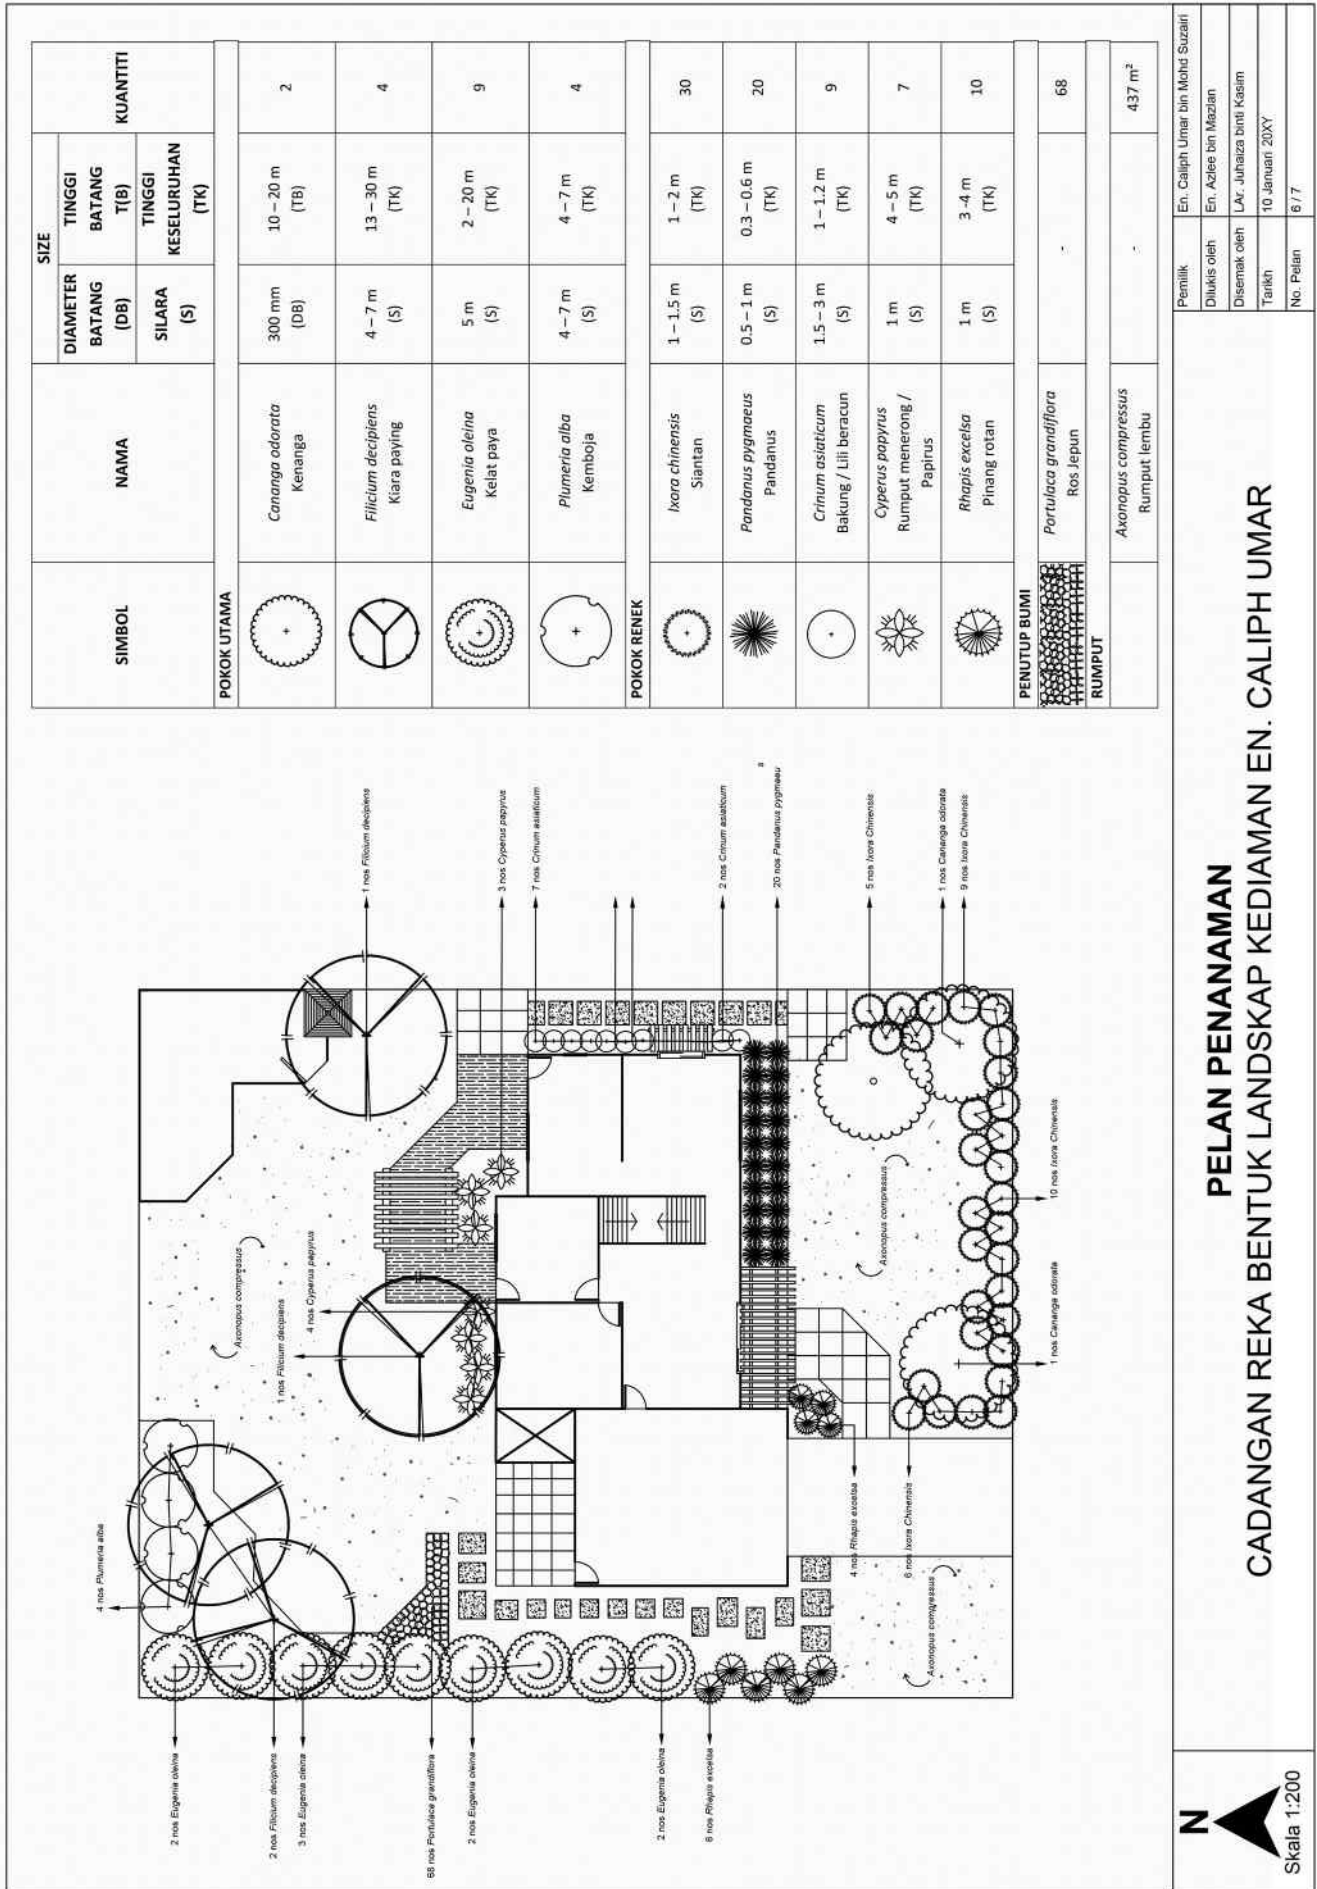 SIMBOL
NAMA
SIZE
DIAMETER
BATANG
(DB)
TINGGI
BATANG
T(B)
SILARA
(S)
TINGGI
KESELURUHAN
(TK)
KUANTITI
POKOK UTAMA
Cananga odorata
Kenanga
300 mm
(DB)
10 – 20 m
(TB)
2
Filicium decipiens
Kiara paying
4 – 7 m
(S)
13 – 30 m
(TK)
4
Eugenia oleina
Kelat paya
5 m
(S)
2 – 20 m
(TK)
9
Plumeria alba
Kemboja
4 – 7 m
(S)
4 – 7 m
(TK)
4
POKOK RENEK
Ixora chinensis
Siantan
1 – 1.5 m
(S)
1 – 2 m
(TK)
30
Pandanus pygmaeus
Pandanus
0.5 – 1 m
(S)
0.3 – 0.6 m
(TK)
20
Crinum asiaticum
Bakung / Lili beracun
1.5 – 3 m
(S)
1 – 1.2 m
(TK)
9
Cyperus papyrus
Rumput menerong /
Papirus
1 m
(S)
4 – 5 m
(TK)
7
Rhapis excelsa
Pinang rotan
1 m
(S)
3 -4 m
(TK)
10
PENUTUP BUMI
Portulaca grandiflora
Ros Jepun
-
68
RUMPUT
Axonopus compressus
Rumput lembu
-
437 m²
4 nos Plumeria alba
2 nos Eugenia oleina
2 nos Filicium decipiens
3 nos Eugenia oleina
68 nos Portulaca grandiflora
2 nos Eugenia oleina
2 nos Eugenia oleina
6 nos Rhapis excelsa
Axonopus compressus
1 nos Filicium decipiens
4 nos Cyperus papyrus
1 nos Filicium decipiens
3 nos Cyperus papyrus
7 nos Crinum asiaticum
2 nos Crinum asiaticum
20 nos Pandanus pygmaeu
s
5 nos Ixora Chinensis
1 nos Cananga odorata
9 nos Ixora Chinensis
Axonopus compressus
10 nos Ixora Chinensis
1 nos Cananga odorata
4 nos Rhapis excelsa
6 nos Ixora Chinensis
Axonopus compressus
N
Skala 1:200
PELAN PENANAMAN
CADANGAN REKA BENTUK LANDSKAP KEDIAMAN EN. CALIPH UMAR
Pemilik En. Caliph Umar bin Mohd Suzairi
Dilukis oleh En. Azlee bin Mazlan
Disemak oleh LAr. Juhaiza binti Kasim
Tarikh 10 Januari 20XY
No. Pelan 6 / 7